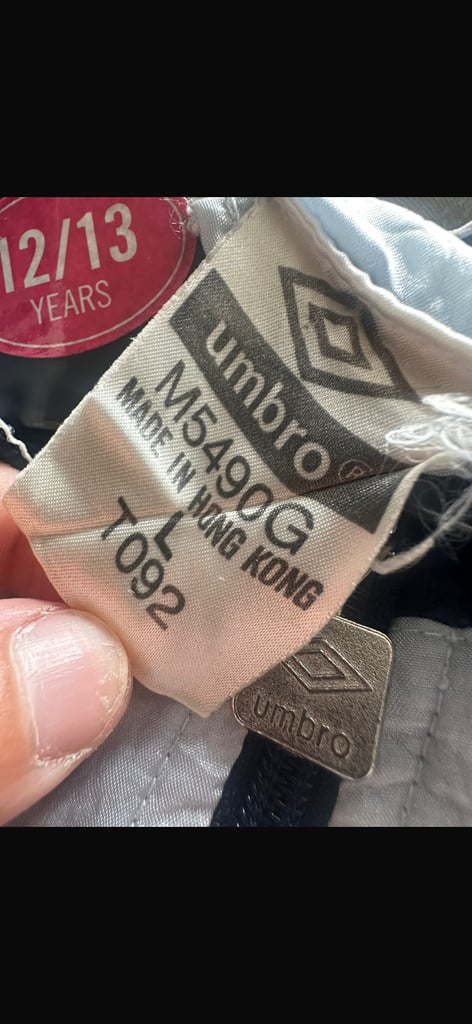 12/13
YEARS
umbro®
M5490G
MADE IN HONG KONG
L
T092
umbro